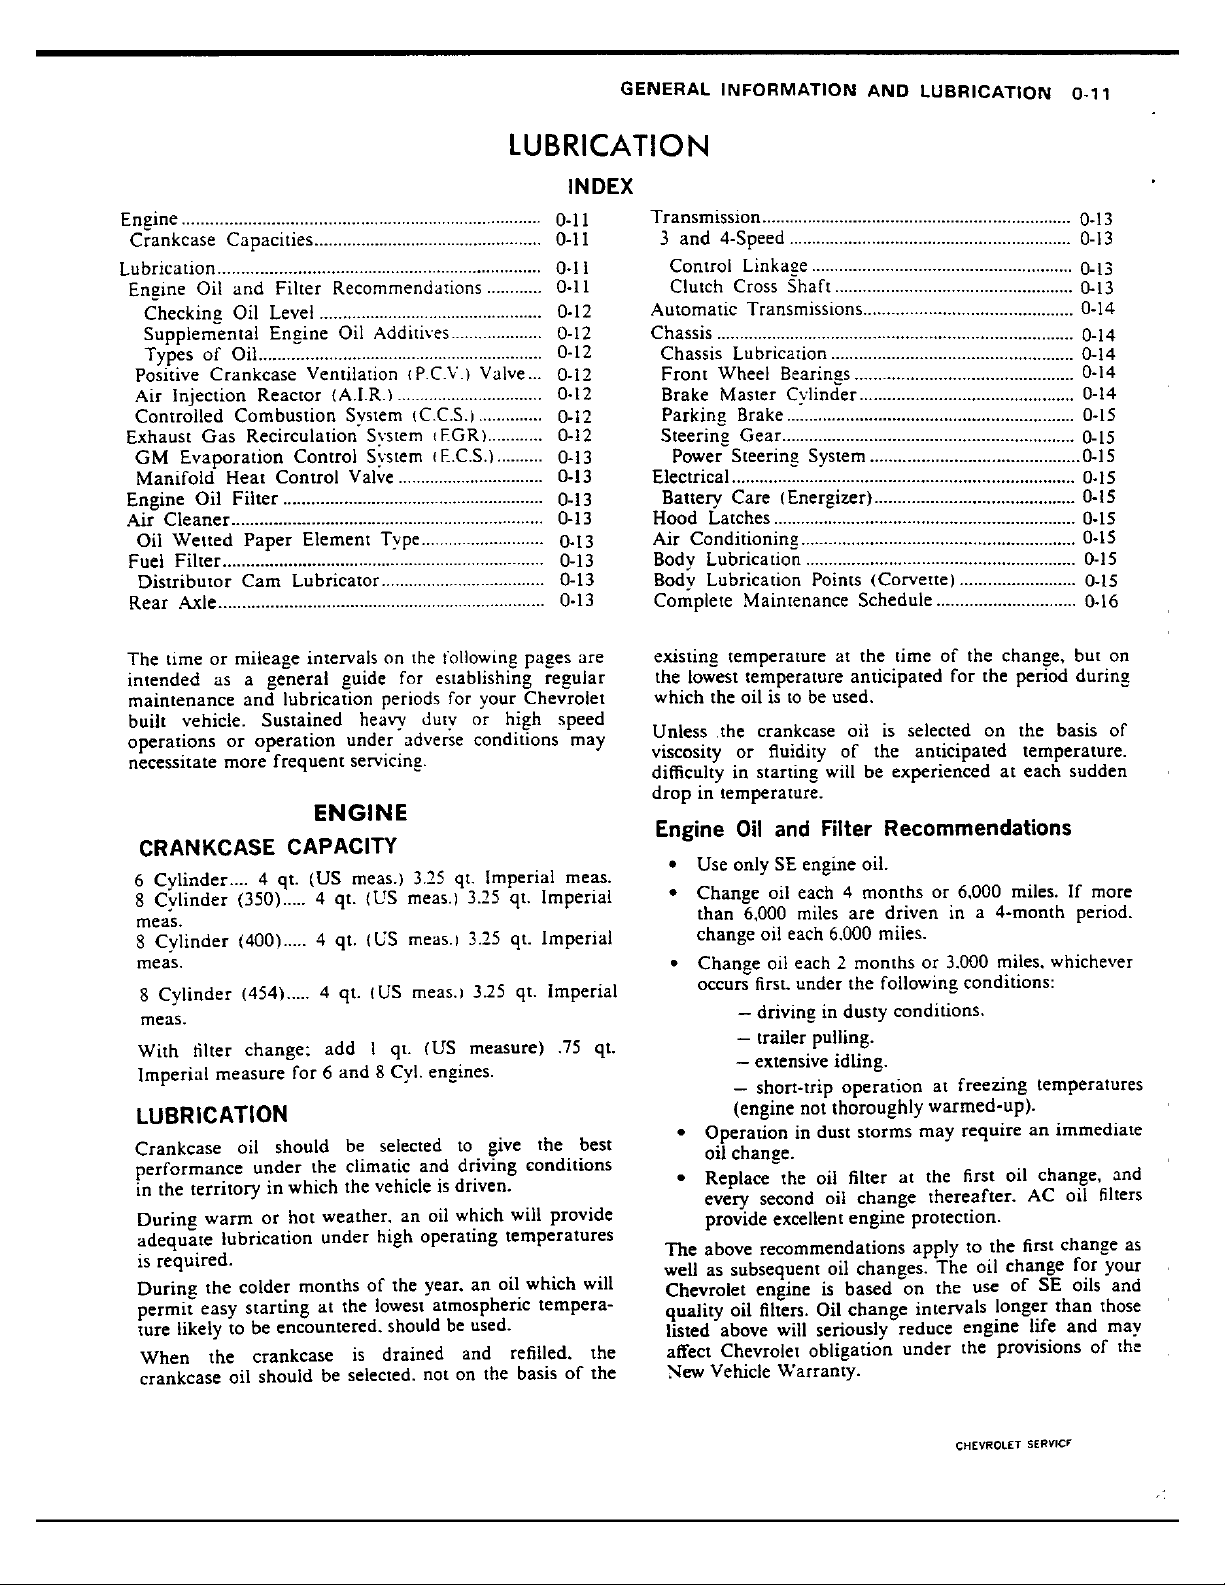 GENERAL INFORMATION AND LUBRICATION 0-11
LUBRICATION
INDEX
Engine 0-11
Crankcase Capacities 0-11
Lubrication 0-11
Engine Oil and Filter Recommendations 0-11
Checking Oil Level 0-12
Supplemental Engine Oil Additives 0-12
Types of Oil 0-12
Positive Crankcase Ventilation (P.C.V.) Valve... 0-12
Air Injection Reactor (A.I.R.) 0-12
Controlled Combustion System (C.C.S.) 0-12
Exhaust Gas Recirculation System (EGR) 0-12
GM Evaporation Control System (E.C.S.) 0-13
Manifold Heat Control Valve 0-13
Engine Oil Filter 0-13
Air Cleaner 0-13
Oil Wetted Paper Element Type 0-13
Fuel Filter 0-13
Distributor Cam Lubricator 0-13
Rear Axle 0-13
Transmission 0-13
3 and 4-Speed 0-13
Control Linkage 0-13
Clutch Cross Shaft 0-13
Automatic Transmissions 0-14
Chassis 0-14
Chassis Lubrication 0-14
Front Wheel Bearings 0-14
Brake Master Cylinder 0-14
Parking Brake 0-15
Steering Gear 0-15
Power Steering System 0-15
Electrical 0-15
Battery Care (Energizer) 0-15
Hood Latches 0-15
Air Conditioning 0-15
Body Lubrication 0-15
Body Lubrication Points (Corvette) 0-15
Complete Maintenance Schedule 0-16
The time or mileage intervals on the following pages are
intended as a general guide for establishing regular
maintenance and lubrication periods for your Chevrolet
built vehicle. Sustained heavy duty or high speed
operations or operation under adverse conditions may
necessitate more frequent servicing.
ENGINE
CRANKCASE CAPACITY
6 Cylinder.... 4 qt. (US meas.) 3.25 qt. Imperial meas.
8 Cylinder (350)..... 4 qt. (US meas.) 3.25 qt. Imperial
meas.
8 Cylinder (400)..... 4 qt. (US meas.) 3.25 qt. Imperial
meas.
8 Cylinder (454)..... 4 qt. (US meas.) 3.25 qt. Imperial
meas.
With filter change; add 1 qt. (US measure) .75 qt.
Imperial measure for 6 and 8 Cyl. engines.
LUBRICATION
Crankcase oil should be selected to give the best
performance under the climatic and driving conditions
in the territory in which the vehicle is driven.
During warm or hot weather, an oil which will provide
adequate lubrication under high operating temperatures
is required.
During the colder months of the year, an oil which will
permit easy starting at the lowest atmospheric tempera-
ture likely to be encountered, should be used.
When the crankcase is drained and refilled, the
crankcase oil should be selected, not on the basis of the
existing temperature at the time of the change, but on
the lowest temperature anticipated for the period during
which the oil is to be used.
Unless the crankcase oil is selected on the basis of
viscosity or fluidity of the anticipated temperature.
difficulty in starting will be experienced at each sudden
drop in temperature.
Engine Oil and Filter Recommendations
• Use only SE engine oil.
• Change oil each 4 months or 6,000 miles. If more
than 6,000 miles are driven in a 4-month period.
change oil each 6,000 miles.
• Change oil each 2 months or 3,000 miles, whichever
occurs first, under the following conditions:
– driving in dusty conditions.
– trailer pulling.
– extensive idling.
– short-trip operation at freezing temperatures
(engine not thoroughly warmed-up).
• Operation in dust storms may require an immediate
oil change.
• Replace the oil filter at the first oil change, and
every second oil change thereafter. AC oil filters
provide excellent engine protection.
The above recommendations apply to the first change as
well as subsequent oil changes. The oil change for your
Chevrolet engine is based on the use of SE oils and
quality oil filters. Oil change intervals longer than those
listed above will seriously reduce engine life and may
affect Chevrolet obligation under the provisions of the
New Vehicle Warranty.
CHEVROLET SERVICE